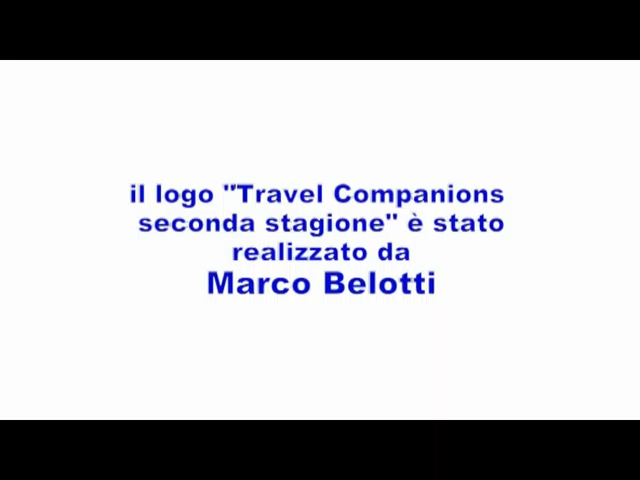 il logo "Travel Companions
seconda stagione" è stato
realizzato da
Marco Belotti